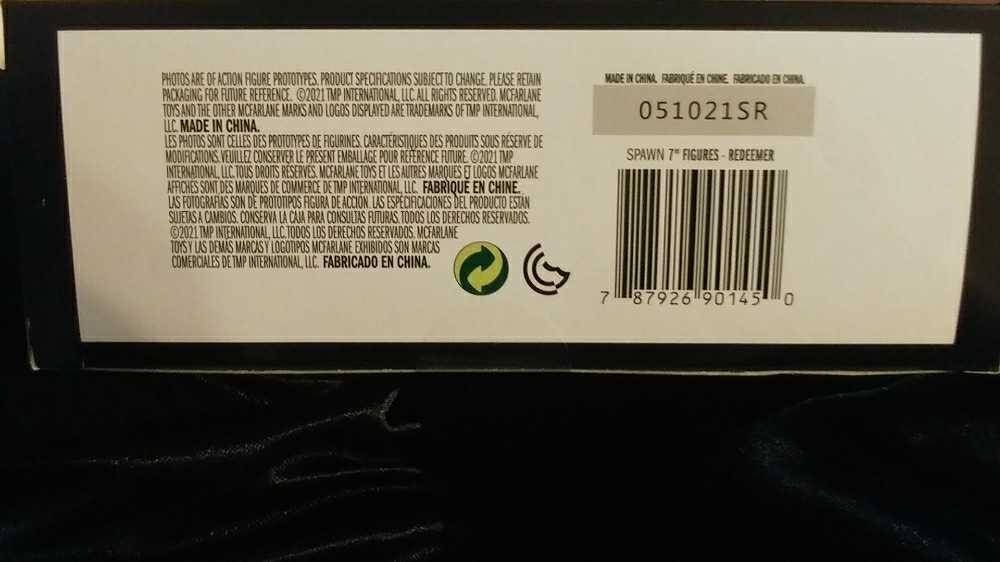 PHOTOS ARE OF ACTION FIGURE PROTOTYPES. PRODUCT SPECIFICATIONS SUBJECT TO CHANGE. PLEASE RETAIN
PACKAGING FOR FUTURE REFERENCE. ©2021 TMP INTERNATIONAL, LLC. ALL RIGHTS RESERVED. MCFARLANE
TOYS AND THE OTHER MCFARLANE MARKS AND LOGOS DISPLAYED ARE TRADEMARKS OF TMP INTERNATIONAL,
LLC. MADE IN CHINA.
LES PHOTOS SONT CELLES DES PROTOTYPES DE FIGURINES. CARACTÉRISTIQUES DES PRODUITS SOUS RÉSERVE DE
MODIFICATIONS. VEUILLEZ CONSERVER LE PRÉSENT EMBALLAGE POUR RÉFÉRENCE FUTURE. ©2021 TMP
INTERNATIONAL, LLC. TOUS DROITS RÉSERVÉS. MCFARLANE TOYS ET LES AUTRES MARQUES ET LOGOS MCFARLANE
AFFICHÉS SONT DES MARQUES DE COMMERCE DE TMP INTERNATIONAL, LLC. FABRIQUÉ EN CHINE.
LAS FOTOGRAFÍAS SON DE PROTOTIPOS FIGURA DE ACCIÓN. LAS ESPECIFICACIONES DEL PRODUCTO ESTÁN
SUJETAS A CAMBIOS. CONSERVA LA CAJA PARA CONSULTAS FUTURAS. TODOS LOS DERECHOS RESERVADOS.
©2021 TMP INTERNATIONAL, LLC. TODOS LOS DERECHOS RESERVADOS. MCFARLANE
TOYS Y LAS DEMÁS MARCAS Y LOGOTIPOS MCFARLANE EXHIBIDOS SON MARCAS
COMERCIALES DE TMP INTERNATIONAL, LLC. FABRICADO EN CHINA.
MADE IN CHINA. FABRIQUÉ EN CHINE. FABRICADO EN CHINA.
051021SR
SPAWN 7" FIGURES - REDEEMER
7 87926 90145 0